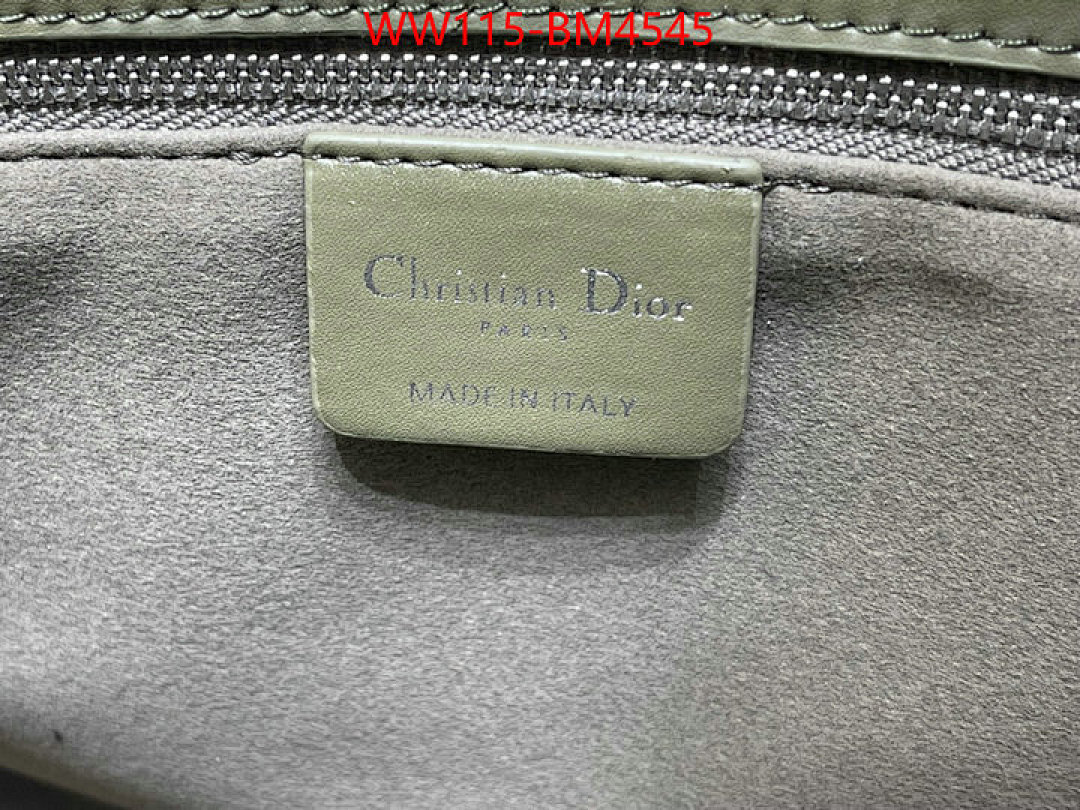 WW115-BM4545
Christian Dior
PARIS
MADE IN ITALY